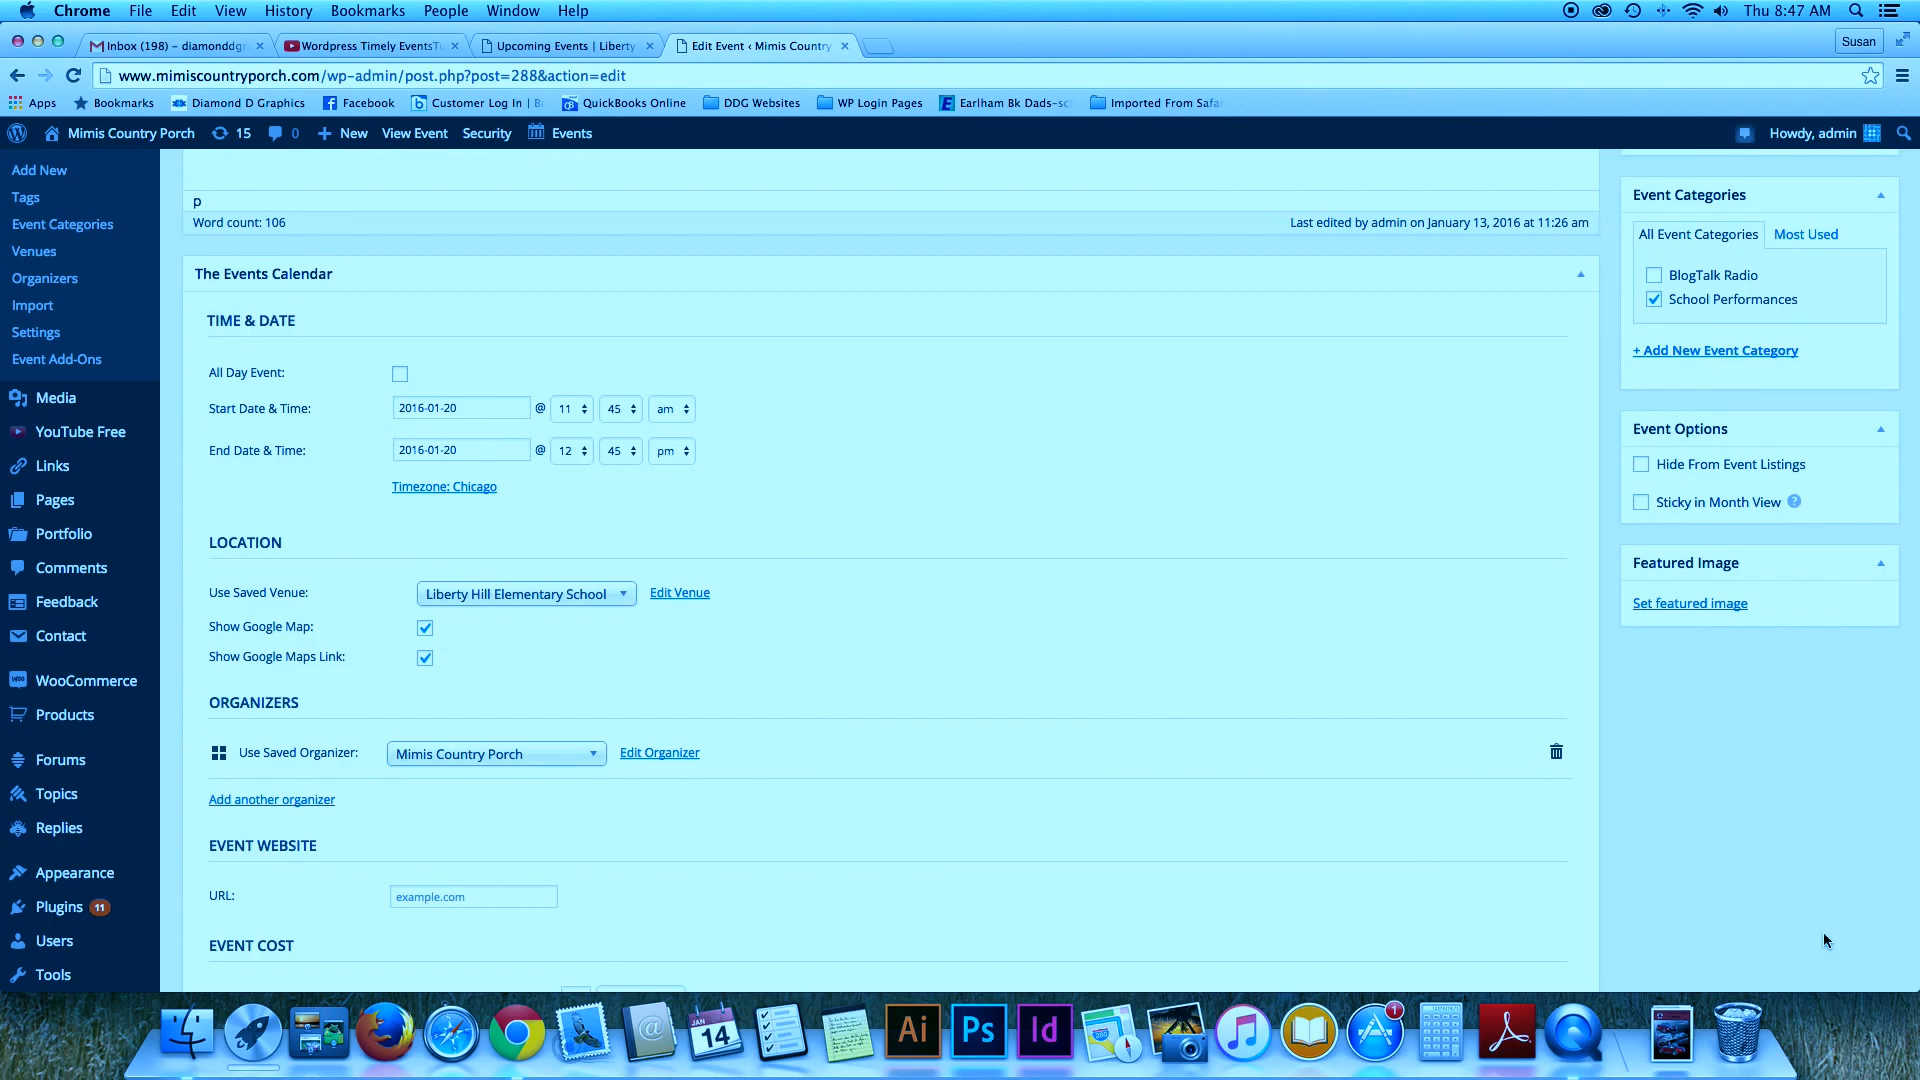 Chrome File Edit View History Bookmarks People Window Help Thu 8:47 AM
Inbox (198) – diamonddgra Wordpress Timely EventsTu Upcoming Events | Liberty Edit Event ‹ Mimis Country Susan
www.mimiscountryporch.com/wp-admin/post.php?post=288&action=edit
Apps Bookmarks Diamond D Graphics Facebook Customer Log In | QuickBooks Online DDG Websites WP Login Pages Earlham Bk Dads-sc Imported From Safar
Mimis Country Porch 15 0 New View Event Security Events Howdy, admin
Add New
Tags
Event Categories
Venues
Organizers
Import
Settings
Event Add-Ons
Media
YouTube Free
Links
Pages
Portfolio
Comments
Feedback
Contact
WooCommerce
Products
Forums
Topics
Replies
Appearance
Plugins 11
Users
Tools
p
Word count: 106 Last edited by admin on January 13, 2016 at 11:26 am
The Events Calendar
TIME & DATE
All Day Event:
Start Date & Time: 2016-01-20 @ 11 45 am
End Date & Time: 2016-01-20 @ 12 45 pm
Timezone: Chicago
LOCATION
Use Saved Venue: Liberty Hill Elementary School Edit Venue
Show Google Map:
Show Google Maps Link:
ORGANIZERS
Use Saved Organizer: Mimis Country Porch Edit Organizer
Add another organizer
EVENT WEBSITE
URL: example.com
EVENT COST
Event Categories
All Event Categories Most Used
BlogTalk Radio
School Performances
+ Add New Event Category
Event Options
Hide From Event Listings
Sticky in Month View ?
Featured Image
Set featured image
JAN 14 Ai Ps Id 1